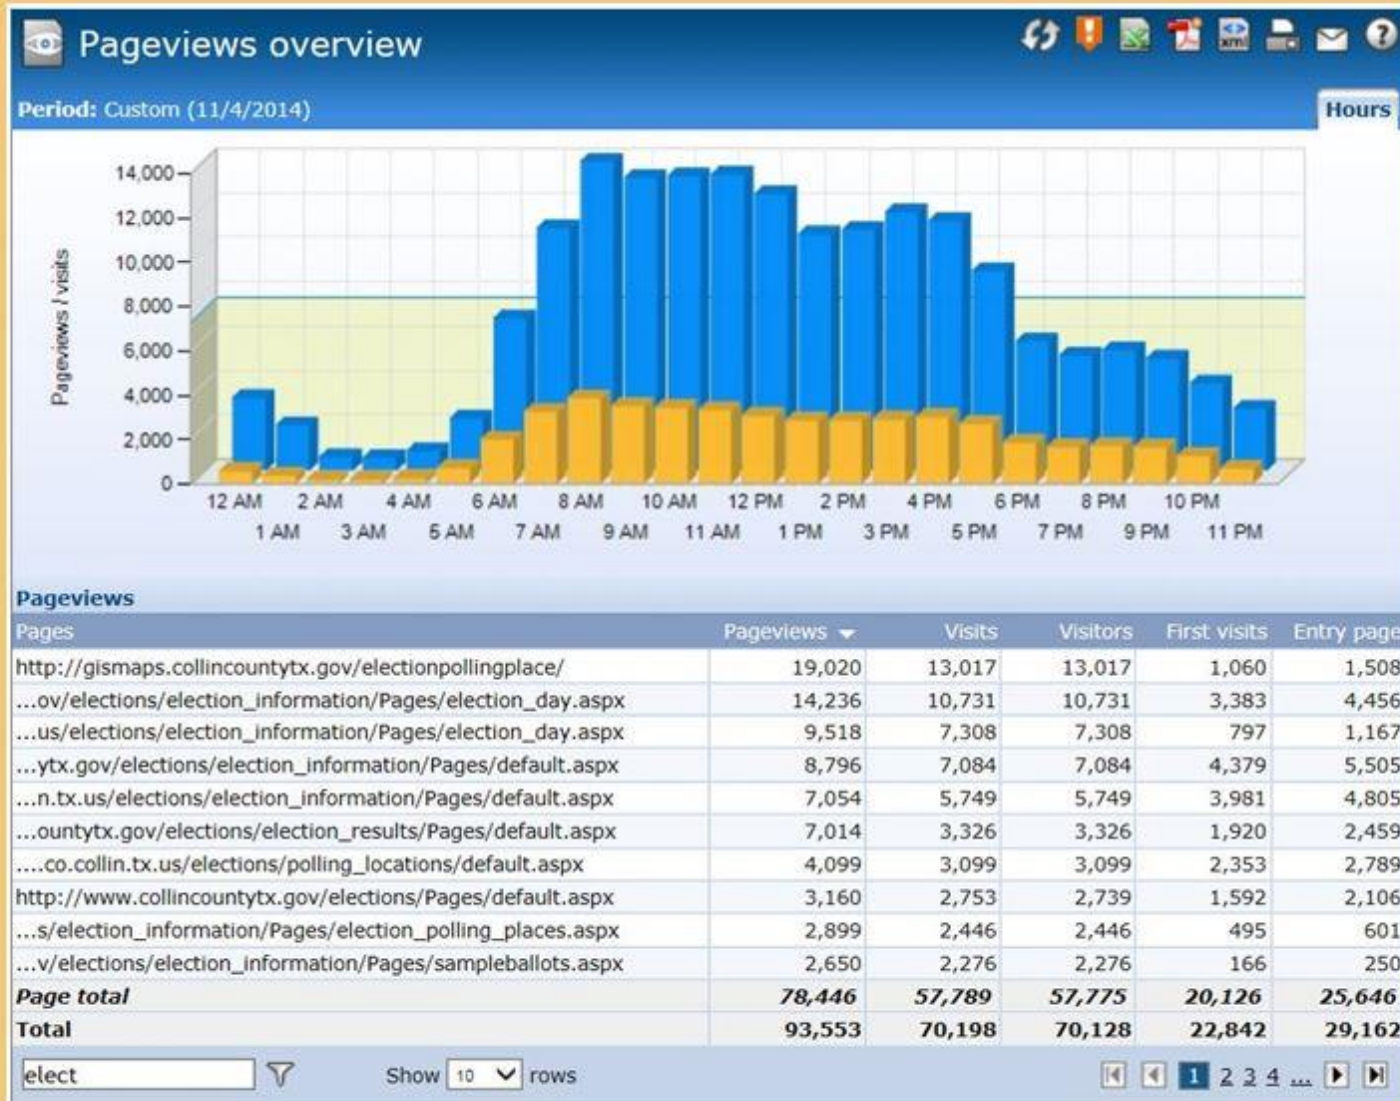 Pageviews overview
xml
Period: Custom (11/4/2014)
Hours
Pageviews / visits
14,000
12,000
10,000
8,000
6,000
4,000
2,000
0
12 AM 2 AM 4 AM 6 AM 8 AM 10 AM 12 PM 2 PM 4 PM 6 PM 8 PM 10 PM
1 AM 3 AM 5 AM 7 AM 9 AM 11 AM 1 PM 3 PM 5 PM 7 PM 9 PM 11 PM
Pageviews
Pages Pageviews Visits Visitors First visits Entry page
http://gismaps.collincountytx.gov/electionpollingplace/ 19,020 13,017 13,017 1,060 1,508
...ov/elections/election_information/Pages/election_day.aspx 14,236 10,731 10,731 3,383 4,456
...us/elections/election_information/Pages/election_day.aspx 9,518 7,308 7,308 797 1,167
...ytx.gov/elections/election_information/Pages/default.aspx 8,796 7,084 7,084 4,379 5,505
...n.tx.us/elections/election_information/Pages/default.aspx 7,054 5,749 5,749 3,981 4,805
...ountytx.gov/elections/election_results/Pages/default.aspx 7,014 3,326 3,326 1,920 2,459
....co.collin.tx.us/elections/polling_locations/default.aspx 4,099 3,099 3,099 2,353 2,789
http://www.collincountytx.gov/elections/Pages/default.aspx 3,160 2,753 2,739 1,592 2,106
...s/election_information/Pages/election_polling_places.aspx 2,899 2,446 2,446 495 601
...v/elections/election_information/Pages/sampleballots.aspx 2,650 2,276 2,276 166 250
Page total 78,446 57,789 57,775 20,126 25,646
Total 93,553 70,198 70,128 22,842 29,162
elect Show 10 rows 1 2 3 4 ...